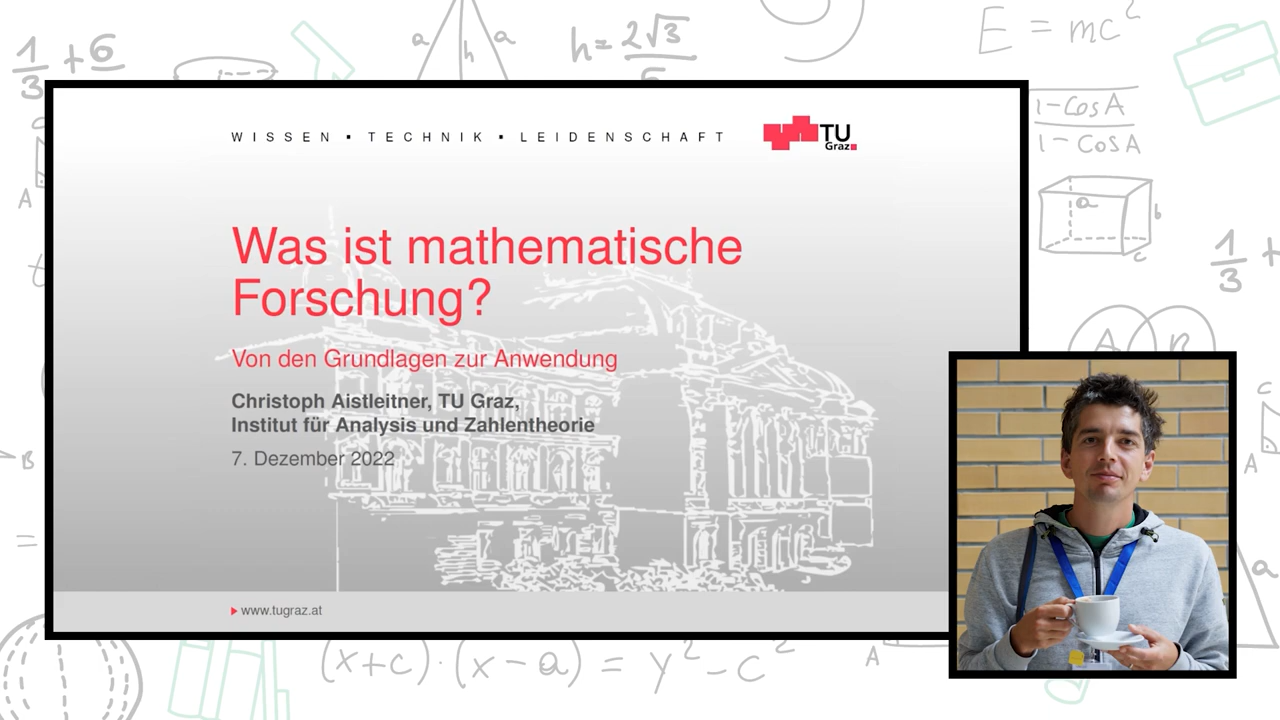 1/3 + 6
a
h
a
h = 2√3
E = mc²
1-CosA
1-CosA
a
b
c
1/3 +
A
WISSEN ▪ TECHNIK ▪ LEIDENSCHAFT
TU
Graz
Was ist mathematische
Forschung?
Von den Grundlagen zur Anwendung
Christoph Aistleitner, TU Graz,
Institut für Analysis und Zahlentheorie
7. Dezember 2022
www.tugraz.at
A
B
B
=
C
A
a
(x+c)·(x-a) = y²-c²
A